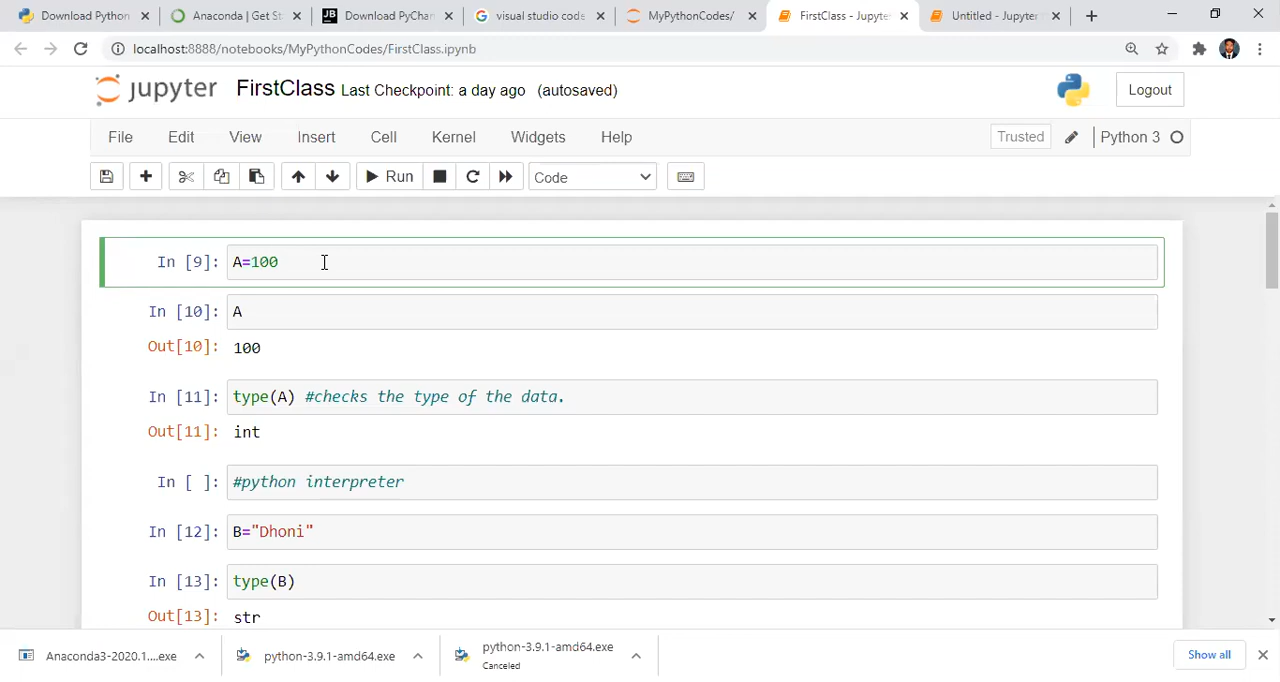 Download Python
Anaconda | Get St
Download PyChar
visual studio code
MyPythonCodes/
FirstClass - Jupyte
Untitled - Jupyter
localhost:8888/notebooks/MyPythonCodes/FirstClass.ipynb
jupyter FirstClass Last Checkpoint: a day ago (autosaved) Logout
File Edit View Insert Cell Kernel Widgets Help Trusted Python 3
Run Code
In [9]: A=100
In [10]: A
Out[10]: 100
In [11]: type(A) #checks the type of the data.
Out[11]: int
In [ ]: #python interpreter
In [12]: B="Dhoni"
In [13]: type(B)
Out[13]: str
Anaconda3-2020.1....exe
python-3.9.1-amd64.exe
python-3.9.1-amd64.exe
Canceled
Show all